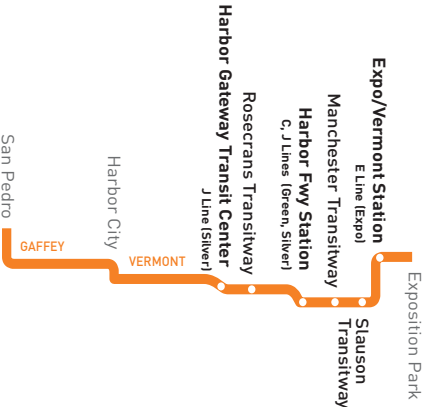 Exposition Park
Expo/Vermont Station
E Line (Expo)
Slauson
Transitway
Manchester Transitway
Harbor Fwy Station
C, J Lines (Green, Silver)
Rosecrans Transitway
Harbor Gateway Transit Center
J Line (Silver)
VERMONT
Harbor City
GAFFEY
San Pedro